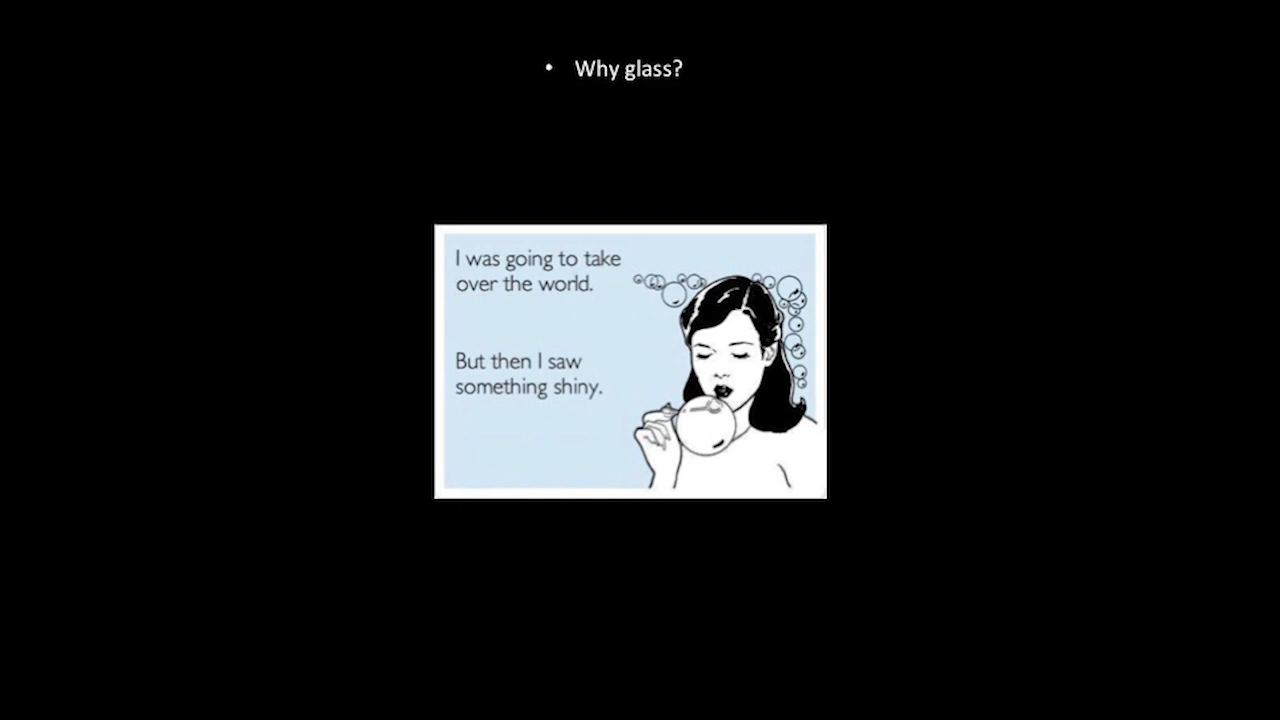 • Why glass?
I was going to take
over the world.
But then I saw
something shiny.